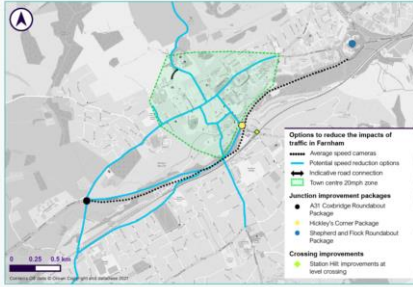 Options to reduce the impacts of
traffic in Farnham
Average speed cameras
Potential speed reduction options
Indicative road connection
Town centre 20mph zone
Junction improvement packages
A31 Coxbridge Roundabout
Package
Hickley's Corner Package
Shepherd and Flock Roundabout
Package
Crossing improvements
Station Hill: improvements at
level crossing
0 0.25 0.5 km